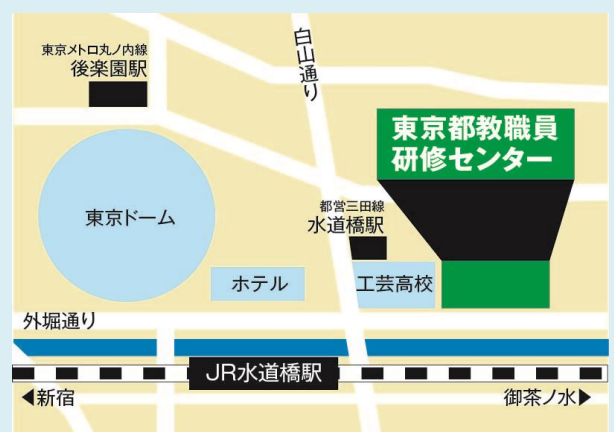 東京メトロ丸ノ内線
後楽園駅
白山通り
東京都教職員
研修センター
東京ドーム
都営三田線
水道橋駅
ホテル
工芸高校
外堀通り
JR水道橋駅
◀新宿
御茶ノ水▶